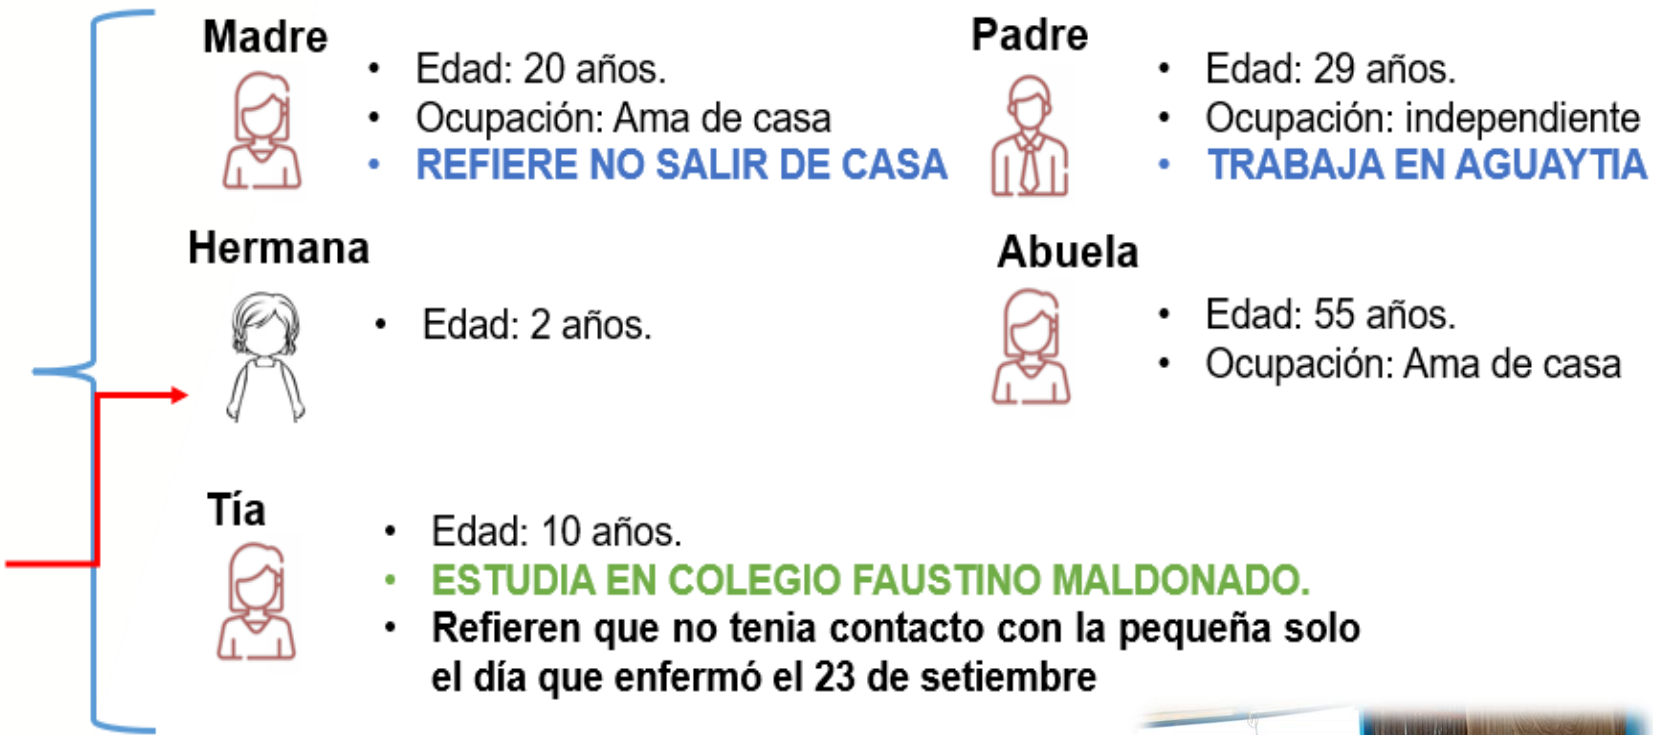 Madre
• Edad: 20 años.
• Ocupación: Ama de casa
• REFIERE NO SALIR DE CASA
Padre
• Edad: 29 años.
• Ocupación: independiente
• TRABAJA EN AGUAYTIA
Hermana
• Edad: 2 años.
Abuela
• Edad: 55 años.
• Ocupación: Ama de casa
Tía
• Edad: 10 años.
• ESTUDIA EN COLEGIO FAUSTINO MALDONADO.
• Refieren que no tenia contacto con la pequeña solo
el día que enfermó el 23 de setiembre